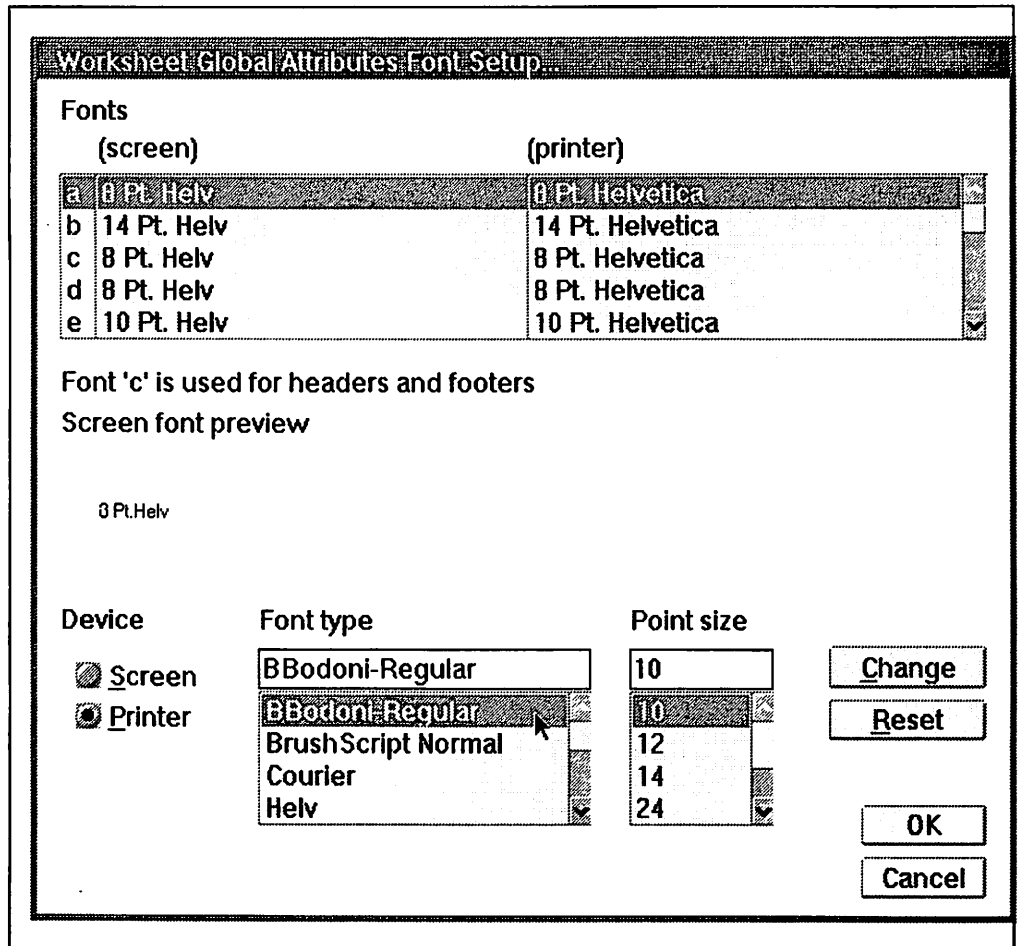 Worksheet Global Attributes Font Setup...
Fonts
(screen) (printer)
a 8 Pt. Helv 8 Pt. Helvetica
b 14 Pt. Helv 14 Pt. Helvetica
c 8 Pt. Helv 8 Pt. Helvetica
d 8 Pt. Helv 8 Pt. Helvetica
e 10 Pt. Helv 10 Pt. Helvetica
Font 'c' is used for headers and footers
Screen font preview
8 Pt.Helv
Device Font type Point size
Screen BBodoni-Regular 10 Change
Printer BBodoni-Regular 10 Reset
BrushScript Normal 12
Courier 14
Helv 24
OK
Cancel